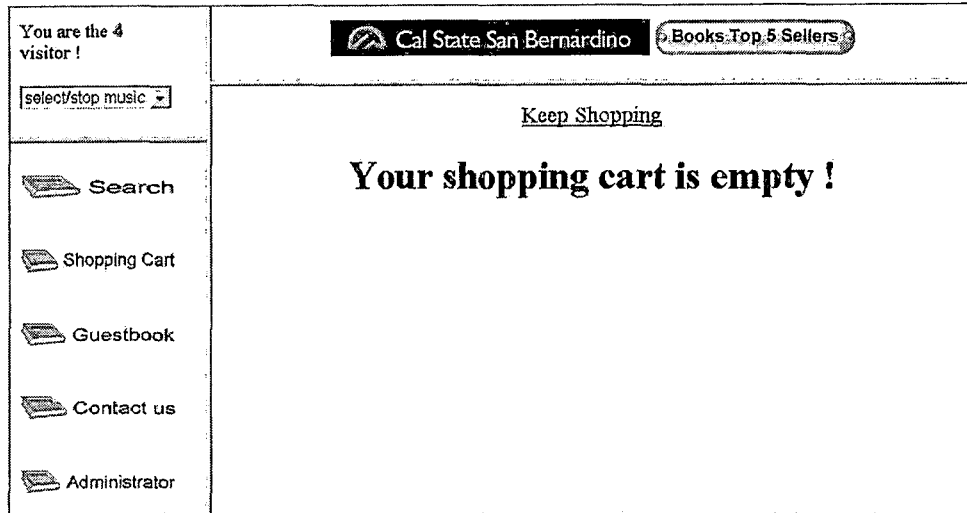 You are the 4
visitor !
select/stop music
Search
Shopping Cart
Guestbook
Contact us
Administrator
Cal State San Bernardino
Books Top 5 Sellers
Keep Shopping
Your shopping cart is empty !